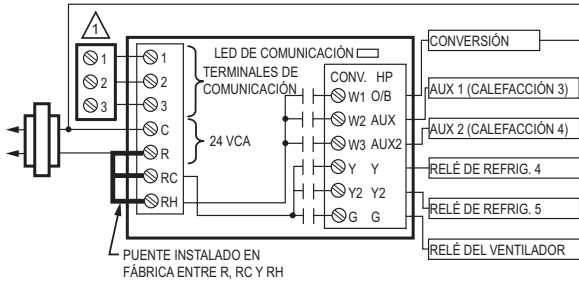 1
1
2
3
1
2
3
C
R
RC
RH
LED DE COMUNICACIÓN
TERMINALES DE
COMUNICACIÓN
24 VCA
CONV. HP
W1 O/B
W2 AUX
W3 AUX2
Y Y
Y2 Y2
G G
CONVERSIÓN
AUX 1 (CALEFACCIÓN 3)
AUX 2 (CALEFACCIÓN 4)
RELÉ DE REFRIG. 4
RELÉ DE REFRIG. 5
RELÉ DEL VENTILADOR
PUENTE INSTALADO EN
FÁBRICA ENTRE R, RC Y RH